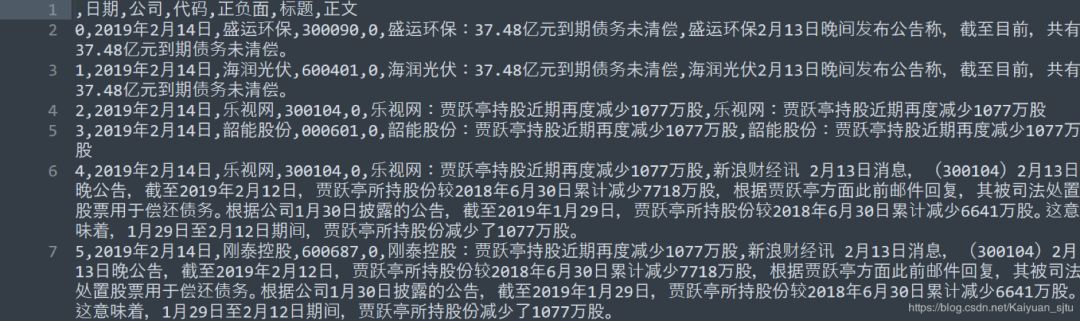 1 ,日期,公司,代码,正负面,标题,正文
2 0,2019年2月14日,盛运环保,300090,0,盛运环保：37.48亿元到期债务未清偿,盛运环保2月13日晚间发布公告称，截至目前，共有
37.48亿元到期债务未清偿。
3 1,2019年2月14日,海润光伏,600401,0,海润光伏：37.48亿元到期债务未清偿,海润光伏2月13日晚间发布公告称，截至目前，共有
37.48亿元到期债务未清偿。
4 2,2019年2月14日,乐视网,300104,0,乐视网：贾跃亭持股近期再度减少1077万股,乐视网：贾跃亭持股近期再度减少1077万股
5 3,2019年2月14日,韶能股份,000601,0,韶能股份：贾跃亭持股近期再度减少1077万股,韶能股份：贾跃亭持股近期再度减少1077万
股
6 4,2019年2月14日,乐视网,300104,0,乐视网：贾跃亭持股近期再度减少1077万股,新浪财经讯 2月13日消息，（300104）2月13日
晚公告，截至2019年2月12日，贾跃亭所持股份较2018年6月30日累计减少7718万股，根据贾跃亭方面此前邮件回复，其被司法处置
股票用于偿还债务。根据公司1月30日披露的公告，截至2019年1月29日，贾跃亭所持股份较2018年6月30日累计减少6641万股。这意
味着，1月29日至2月12日期间，贾跃亭所持股份减少了1077万股。
7 5,2019年2月14日,刚泰控股,600687,0,刚泰控股：贾跃亭持股近期再度减少1077万股,新浪财经讯 2月13日消息，（300104）2月
13日晚公告，截至2019年2月12日，贾跃亭所持股份较2018年6月30日累计减少7718万股，根据贾跃亭方面此前邮件回复，其被司法
处置股票用于偿还债务。根据公司1月30日披露的公告，截至2019年1月29日，贾跃亭所持股份较2018年6月30日累计减少6641万股。
这意味着，1月29日至2月12日期间，贾跃亭所持股份减少了1077万股。
https://blog.csdn.net/Kaiyuan_sjtu